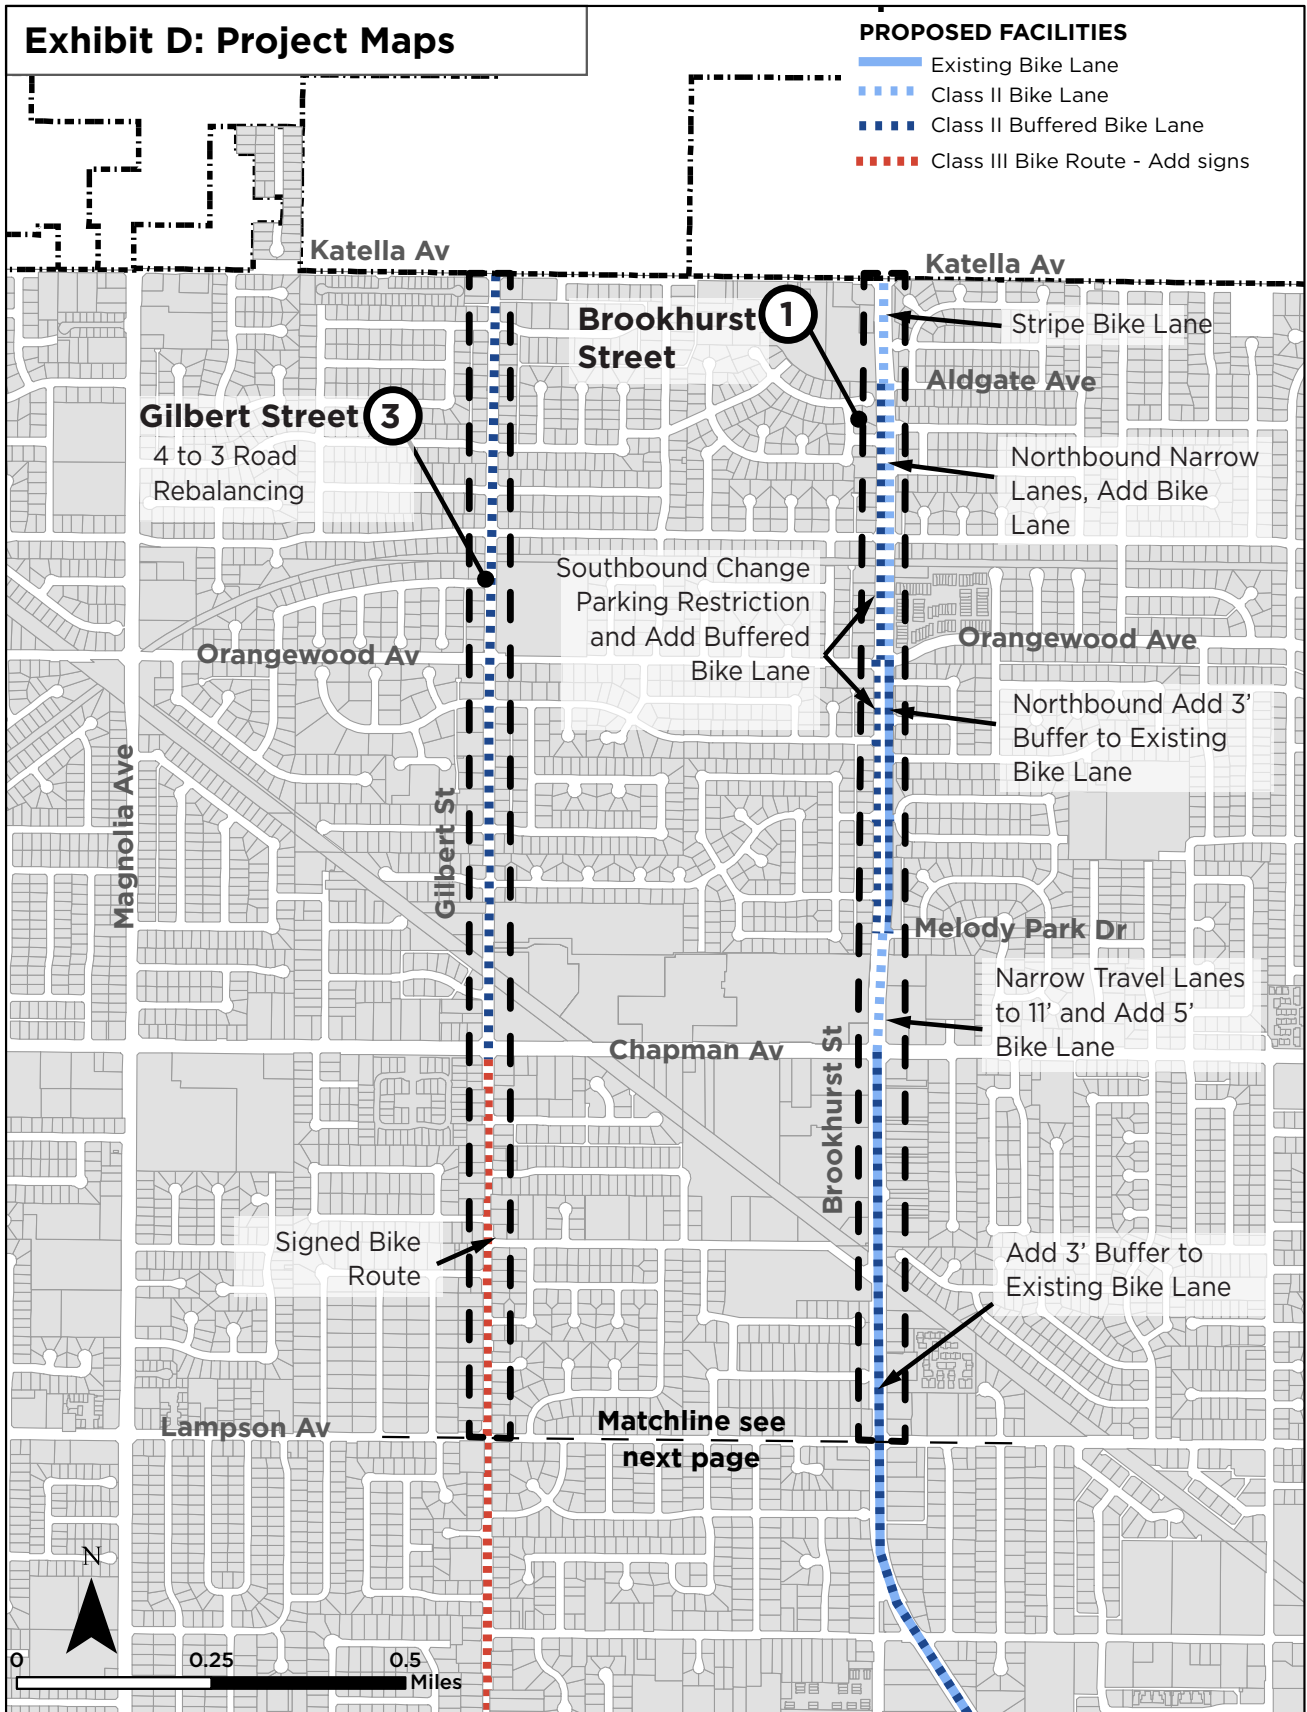 Exhibit D: Project Maps
PROPOSED FACILITIES
Existing Bike Lane
Class II Bike Lane
Class II Buffered Bike Lane
Class III Bike Route - Add signs
Katella Av
Katella Av
Brookhurst
Street
1
Stripe Bike Lane
Aldgate Ave
Gilbert Street
3
4 to 3 Road
Rebalancing
Northbound Narrow
Lanes, Add Bike
Lane
Southbound Change
Parking Restriction
and Add Buffered
Bike Lane
Orangewood Av
Orangewood Ave
Northbound Add 3’
Buffer to Existing
Bike Lane
Magnolia Ave
Gilbert St
Melody Park Dr
Narrow Travel Lanes
to 11’ and Add 5’
Bike Lane
Chapman Av
Brookhurst St
Signed Bike
Route
Add 3’ Buffer to
Existing Bike Lane
Lampson Av
Matchline see
next page
N
0 0.25 0.5
Miles